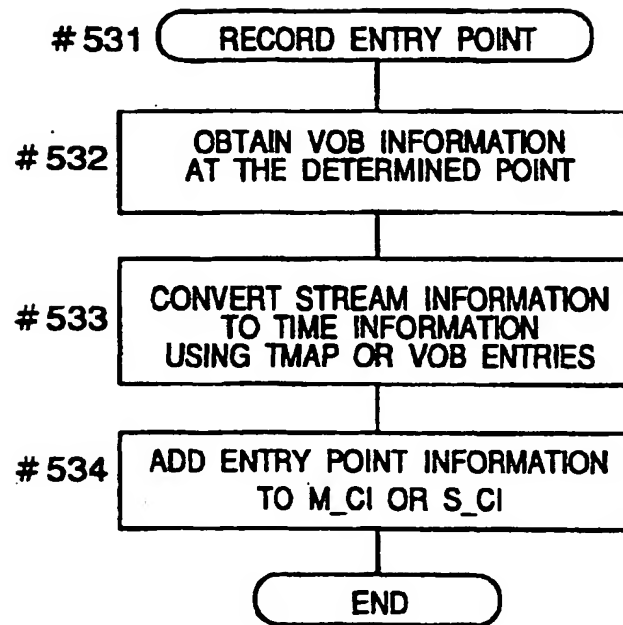 #531 RECORD ENTRY POINT
#532 OBTAIN VOB INFORMATION
AT THE DETERMINED POINT
#533 CONVERT STREAM INFORMATION
TO TIME INFORMATION
USING TMAP OR VOB ENTRIES
#534 ADD ENTRY POINT INFORMATION
TO M_CI OR S_CI
END